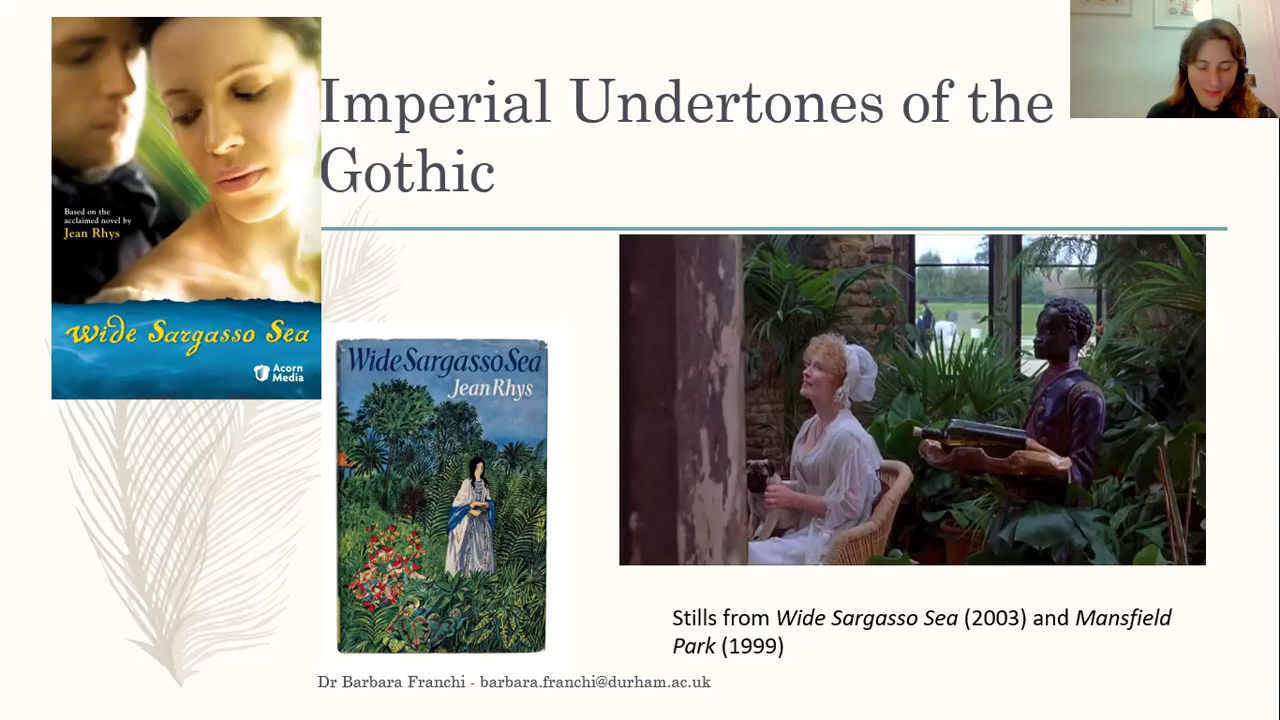 Imperial Undertones of the
Gothic
Based on the
acclaimed novel by
Jean Rhys
Wide Sargasso Sea
Acorn
Media
Wide Sargasso Sea
Jean Rhys
Stills from Wide Sargasso Sea (2003) and Mansfield
Park (1999)
Dr Barbara Franchi - barbara.franchi@durham.ac.uk